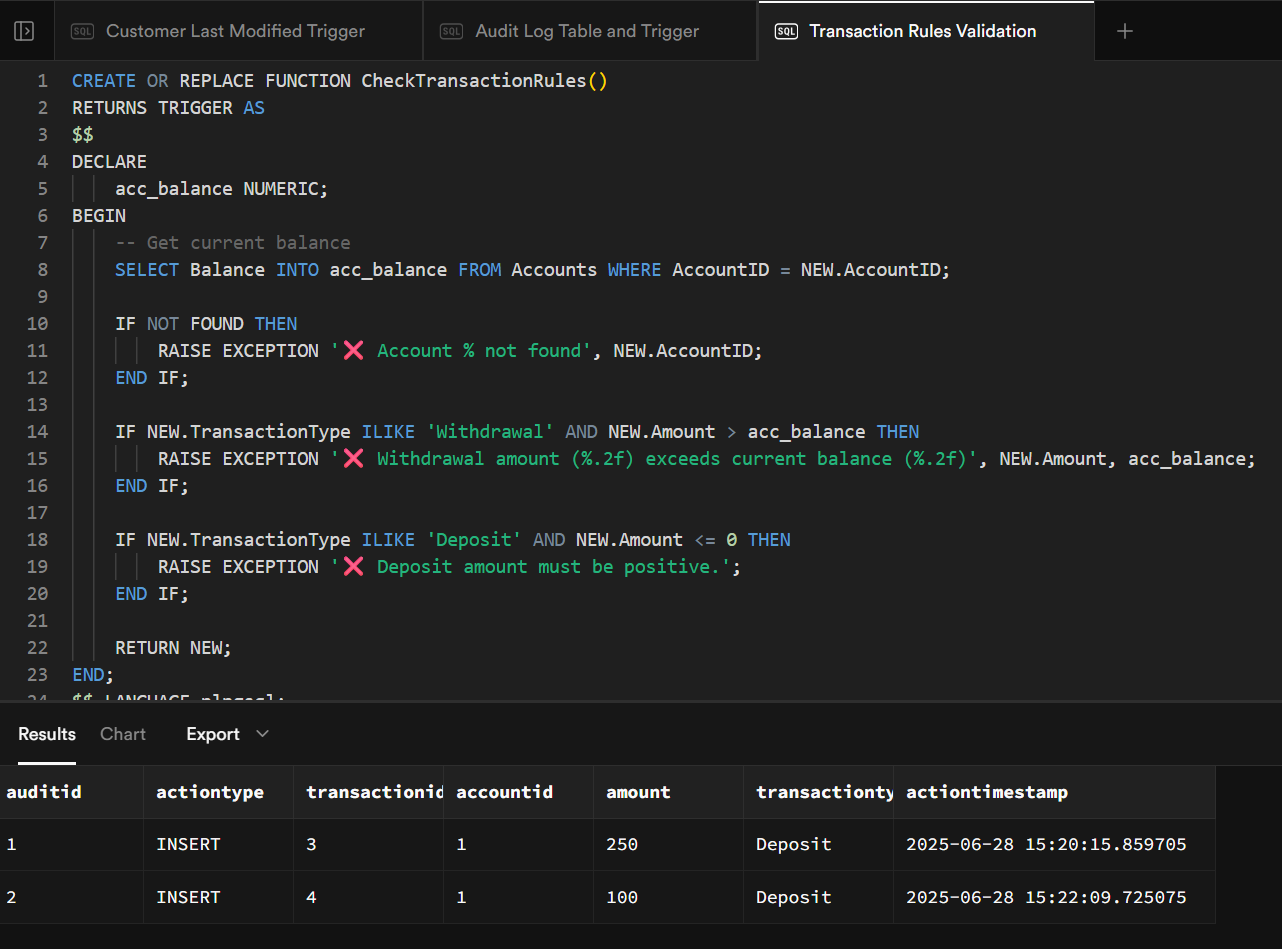 SQL Customer Last Modified Trigger SQL Audit Log Table and Trigger SQL Transaction Rules Validation +
1 CREATE OR REPLACE FUNCTION CheckTransactionRules()
2 RETURNS TRIGGER AS
3 $$
4 DECLARE
5 acc_balance NUMERIC;
6 BEGIN
7 -- Get current balance
8 SELECT Balance INTO acc_balance FROM Accounts WHERE AccountID = NEW.AccountID;
9
10 IF NOT FOUND THEN
11 RAISE EXCEPTION '❌ Account % not found', NEW.AccountID;
12 END IF;
13
14 IF NEW.TransactionType ILIKE 'Withdrawal' AND NEW.Amount > acc_balance THEN
15 RAISE EXCEPTION '❌ Withdrawal amount (%.2f) exceeds current balance (%.2f)', NEW.Amount, acc_balance;
16 END IF;
17
18 IF NEW.TransactionType ILIKE 'Deposit' AND NEW.Amount <= 0 THEN
19 RAISE EXCEPTION '❌ Deposit amount must be positive.';
20 END IF;
21
22 RETURN NEW;
23 END;
24 $$ LANGUAGE plpgsql;
Results Chart Export
auditid actiontype transactionid accountid amount transactionty actiontimestamp
1 INSERT 3 1 250 Deposit 2025-06-28 15:20:15.859705
2 INSERT 4 1 100 Deposit 2025-06-28 15:22:09.725075